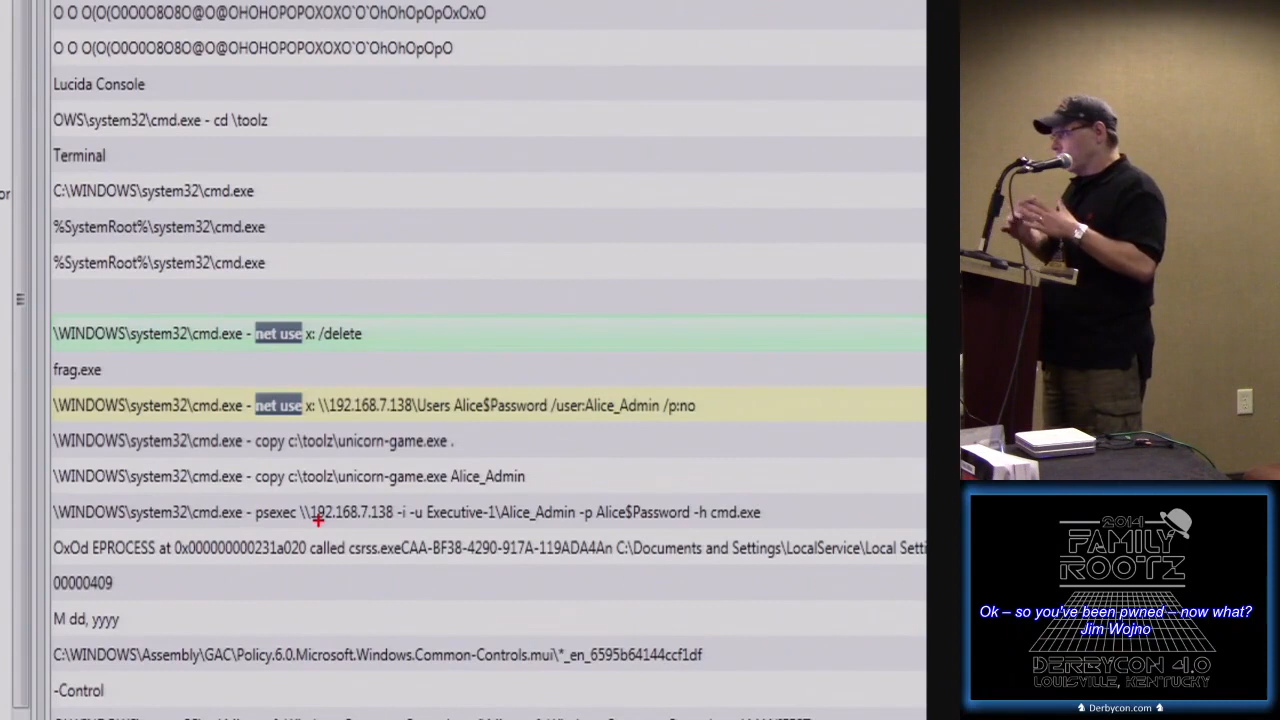 O O O(O(O0O0O8O8O@O@OHOHOPOPOXOXO`O`OhOhOpOpOxOxO
O O O(O(O0O0O8O8O@O@OHOHOPOPOXOXO`O`OhOhOpOpO
Lucida Console
OWS\system32\cmd.exe - cd \toolz
Terminal
C:\WINDOWS\system32\cmd.exe
or
%SystemRoot%\system32\cmd.exe
%SystemRoot%\system32\cmd.exe
\WINDOWS\system32\cmd.exe - net use x: /delete
frag.exe
\WINDOWS\system32\cmd.exe - net use x: \\192.168.7.138\Users Alice$Password /user:Alice_Admin /p:no
\WINDOWS\system32\cmd.exe - copy c:\toolz\unicorn-game.exe .
\WINDOWS\system32\cmd.exe - copy c:\toolz\unicorn-game.exe Alice_Admin
\WINDOWS\system32\cmd.exe - psexec \\192.168.7.138 -i -u Executive-1\Alice_Admin -p Alice$Password -h cmd.exe
OxOd EPROCESS at 0x000000000231a020 called csrss.exeCAA-BF38-4290-917A-119ADA4An C:\Documents and Settings\LocalService\Local Setti
00000409
M dd, yyyy
C:\WINDOWS\Assembly\GAC\Policy.6.0.Microsoft.Windows.Common-Controls.mui\*_en_6595b64144ccf1df
-Control
2014
FAMILY
ROOTZ
Ok – so you've been pwned – now what?
Jim Wojno
DERBYCON 4.0
LOUISVILLE, KENTUCKY
Derbycon.com